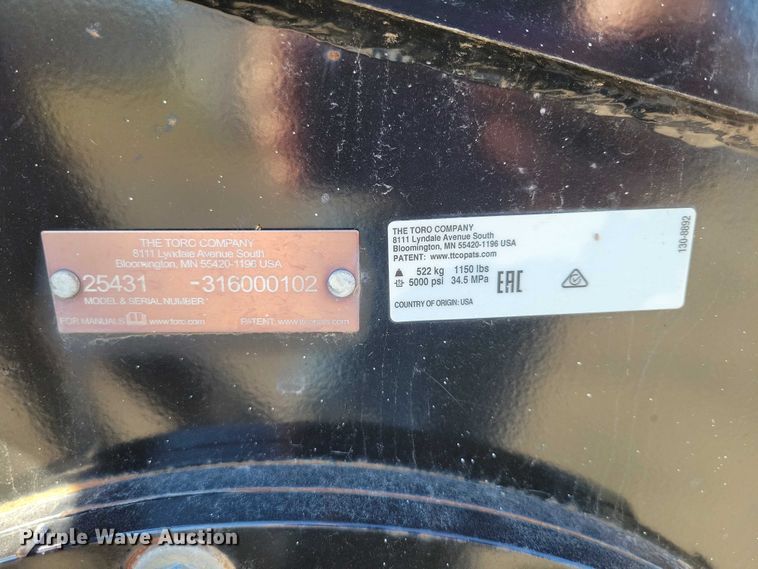 THE TORO COMPANY
8111 Lyndale Avenue South
Bloomington, MN 55420-1196 USA
25431 -316000102
MODEL & SERIAL NUMBER
FOR MANUALS www.toro.com PATENT: www.ttcopats.com
THE TORO COMPANY
8111 Lyndale Avenue South
Bloomington, MN 55420-1196 USA
PATENT: www.ttcopats.com
522 kg 1150 lbs
5000 psi 34.5 MPa
EAC
COUNTRY OF ORIGIN: USA
130-8892
Purple Wave Auction